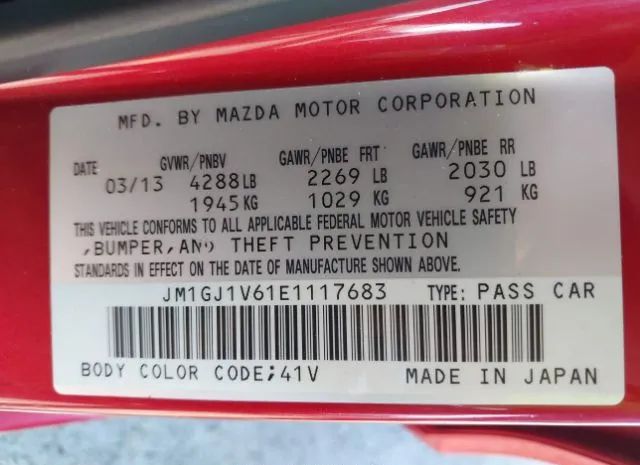 MFD. BY MAZDA MOTOR CORPORATION
DATE GVWR/PNBV GAWR/PNBE FRT GAWR/PNBE RR
03/13 4288LB 2269 LB 2030 LB
1945KG 1029 KG 921 KG
THIS VEHICLE CONFORMS TO ALL APPLICABLE FEDERAL MOTOR VEHICLE SAFETY
,BUMPER,AND THEFT PREVENTION
STANDARDS IN EFFECT ON THE DATE OF MANUFACTURE SHOWN ABOVE.
JM1GJ1V61E1117683 TYPE: PASS CAR
BODY COLOR CODE;41V MADE IN JAPAN